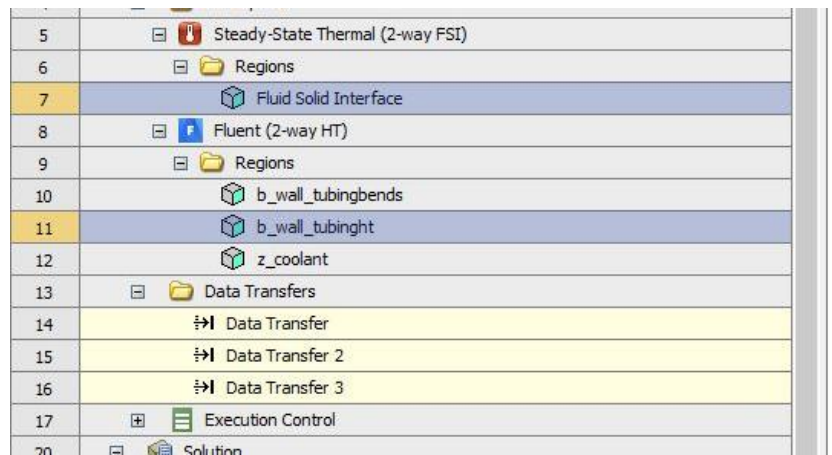 5 Steady-State Thermal (2-way FSI)
6 Regions
7 Fluid Solid Interface
8 F Fluent (2-way HT)
9 Regions
10 b_wall_tubingbends
11 b_wall_tubinght
12 z_coolant
13 Data Transfers
14 Data Transfer
15 Data Transfer 2
16 Data Transfer 3
17 Execution Control
20 Solution